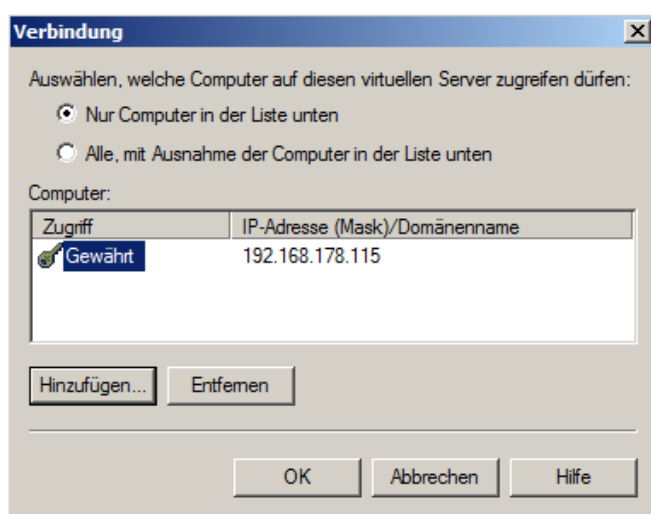 Verbindung
Auswählen, welche Computer auf diesen virtuellen Server zugreifen dürfen:
Nur Computer in der Liste unten
Alle, mit Ausnahme der Computer in der Liste unten
Computer:
Zugriff IP-Adresse (Mask)/Domänenname
Gewährt 192.168.178.115
Hinzufügen... Entfernen
OK Abbrechen Hilfe